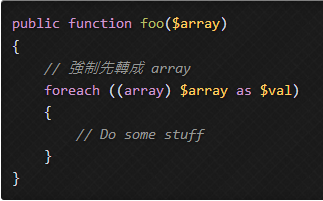 public function foo($array)
{
    // 強制先轉成 array
    foreach ((array) $array as $val)
    {
        // Do some stuff
    }
}